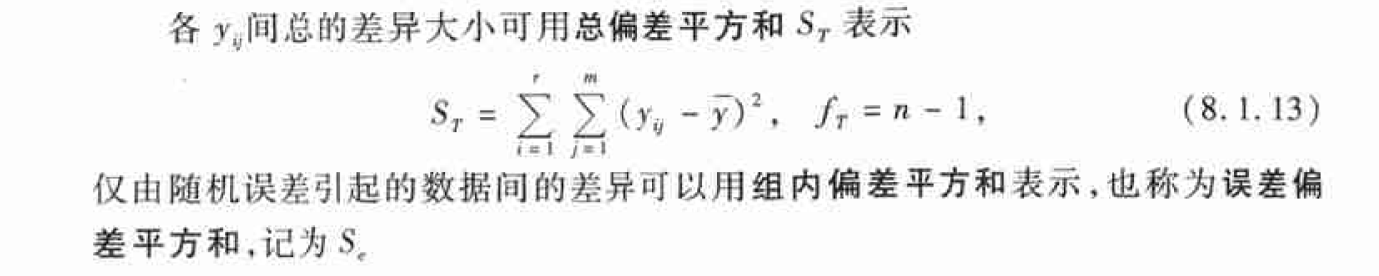 各 y_{ij}间总的差异大小可用总偏差平方和 S_T 表示
S_T = \sum_{i=1}^{r} \sum_{j=1}^{m} (y_{ij} - \overline{y})^2, f_T = n - 1, (8.1.13)
仅由随机误差引起的数据间的差异可以用组内偏差平方和表示,也称为误差偏
差平方和,记为 S_e